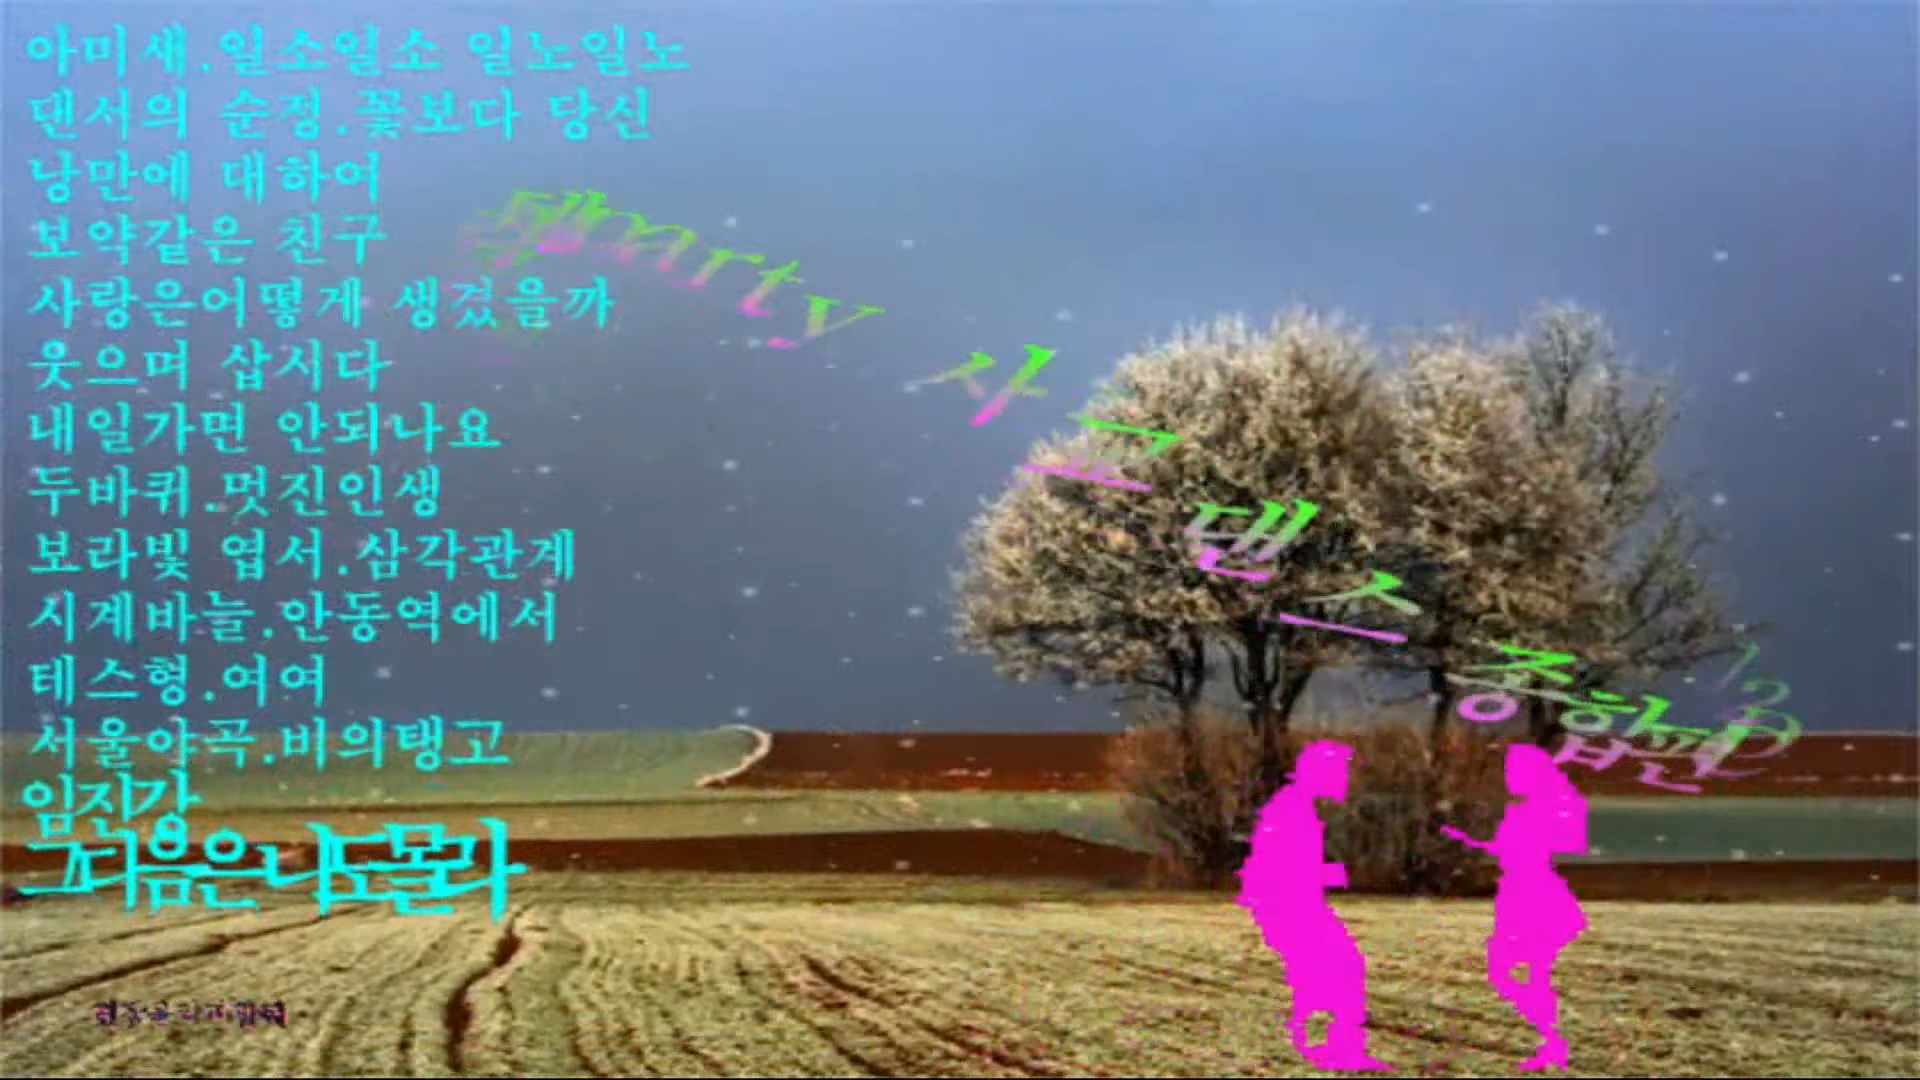 아미새.일소일소 일노일노
댄서의 순정.꽃보다 당신
낭만에 대하여
보약같은 친구
사랑은어떻게 생겼을까
웃으며 삽시다
내일가면 안되나요
두바퀴.멋진인생
보라빛 엽서.삼각관계
시계바늘.안동역에서
테스형.여여
서울야곡.비의탱고
임진강
그다음은나도몰라
사교댄스 종합편